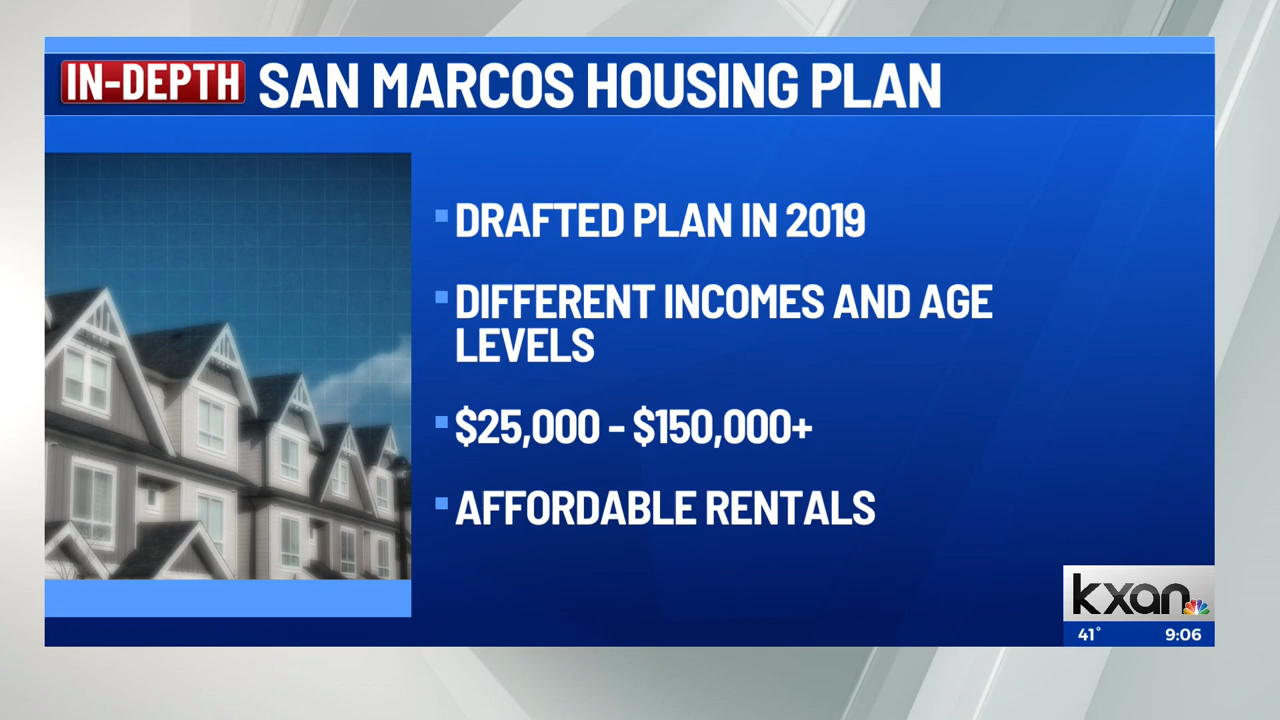 IN-DEPTH SAN MARCOS HOUSING PLAN
DRAFTED PLAN IN 2019
DIFFERENT INCOMES AND AGE
LEVELS
$25,000 - $150,000+
AFFORDABLE RENTALS
kxan
41° 9:06